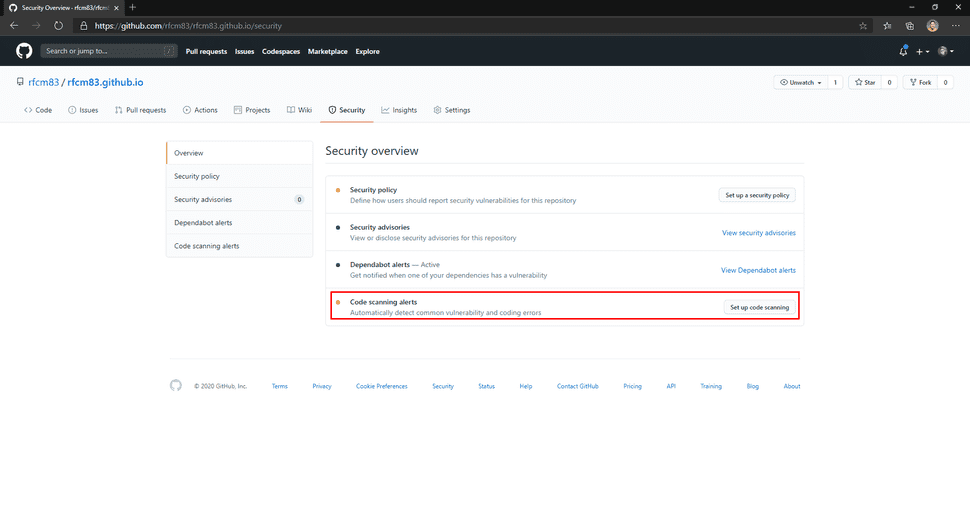 Security Overview - rfcm83/rfcm8
https://github.com/rfcm83/rfcm83.github.io/security
Search or jump to... /
Pull requests Issues Codespaces Marketplace Explore
rfcm83 / rfcm83.github.io
Unwatch 1 Star 0 Fork 0
Code Issues Pull requests Actions Projects Wiki Security Insights Settings
Overview
Security policy
Security advisories 0
Dependabot alerts
Code scanning alerts
Security overview
Security policy
Define how users should report security vulnerabilities for this repository
Set up a security policy
Security advisories
View or disclose security advisories for this repository
View security advisories
Dependabot alerts — Active
Get notified when one of your dependencies has a vulnerability
View Dependabot alerts
Code scanning alerts
Automatically detect common vulnerability and coding errors
Set up code scanning
© 2020 GitHub, Inc. Terms Privacy Cookie Preferences Security Status Help Contact GitHub Pricing API Training Blog About